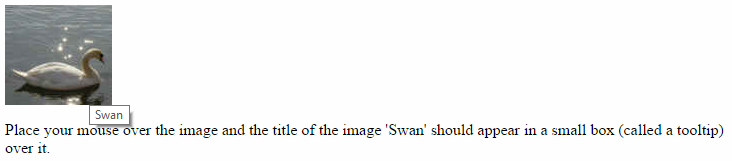 Swan
Place your mouse over the image and the title of the image 'Swan' should appear in a small box (called a tooltip)
over it.